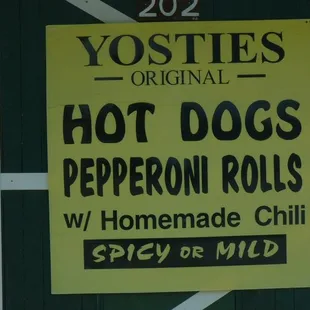 202
YOSTIES
— ORIGINAL —
HOT DOGS
PEPPERONI ROLLS
w/ Homemade Chili
SPICY OR MILD